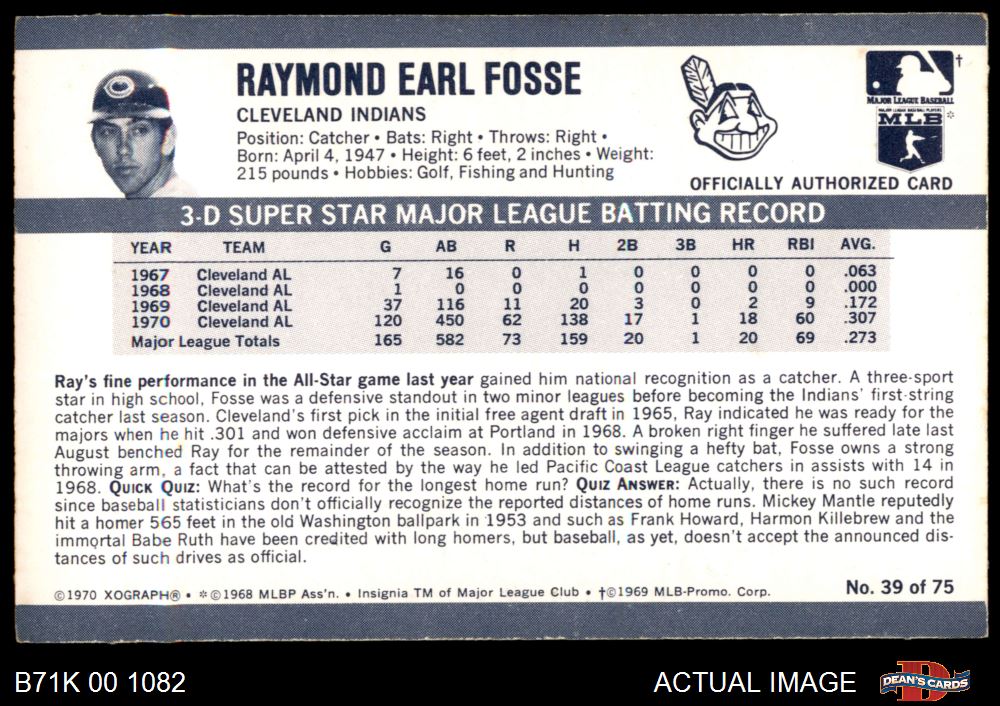 RAYMOND EARL FOSSE
CLEVELAND INDIANS
Position: Catcher • Bats: Right • Throws: Right •
Born: April 4, 1947 • Height: 6 feet, 2 inches • Weight:
215 pounds • Hobbies: Golf, Fishing and Hunting
†
MAJOR LEAGUE BASEBALL
MAJOR LEAGUE BASEBALL PLAYERS
MLB *
OFFICIALLY AUTHORIZED CARD
3-D SUPER STAR MAJOR LEAGUE BATTING RECORD
YEAR TEAM G AB R H 2B 3B HR RBI AVG.
1967 Cleveland AL 7 16 0 1 0 0 0 0 .063
1968 Cleveland AL 1 0 0 0 0 0 0 0 .000
1969 Cleveland AL 37 116 11 20 3 0 2 9 .172
1970 Cleveland AL 120 450 62 138 17 1 18 60 .307
Major League Totals 165 582 73 159 20 1 20 69 .273
Ray's fine performance in the All-Star game last year gained him national recognition as a catcher. A three-sport
star in high school, Fosse was a defensive standout in two minor leagues before becoming the Indians' first-string
catcher last season. Cleveland's first pick in the initial free agent draft in 1965, Ray indicated he was ready for the
majors when he hit .301 and won defensive acclaim at Portland in 1968. A broken right finger he suffered late last
August benched Ray for the remainder of the season. In addition to swinging a hefty bat, Fosse owns a strong
throwing arm, a fact that can be attested by the way he led Pacific Coast League catchers in assists with 14 in
1968. QUICK QUIZ: What's the record for the longest home run? QUIZ ANSWER: Actually, there is no such record
since baseball statisticians don't officially recognize the reported distances of home runs. Mickey Mantle reputedly
hit a homer 565 feet in the old Washington ballpark in 1953 and such as Frank Howard, Harmon Killebrew and the
immortal Babe Ruth have been credited with long homers, but baseball, as yet, doesn't accept the announced dis-
tances of such drives as official.
©1970 XOGRAPH® • *©1968 MLBP Ass'n. • Insignia TM of Major League Club • †©1969 MLB-Promo. Corp.
No. 39 of 75
B71K 00 1082
ACTUAL IMAGE
D
DEAN'S CARDS